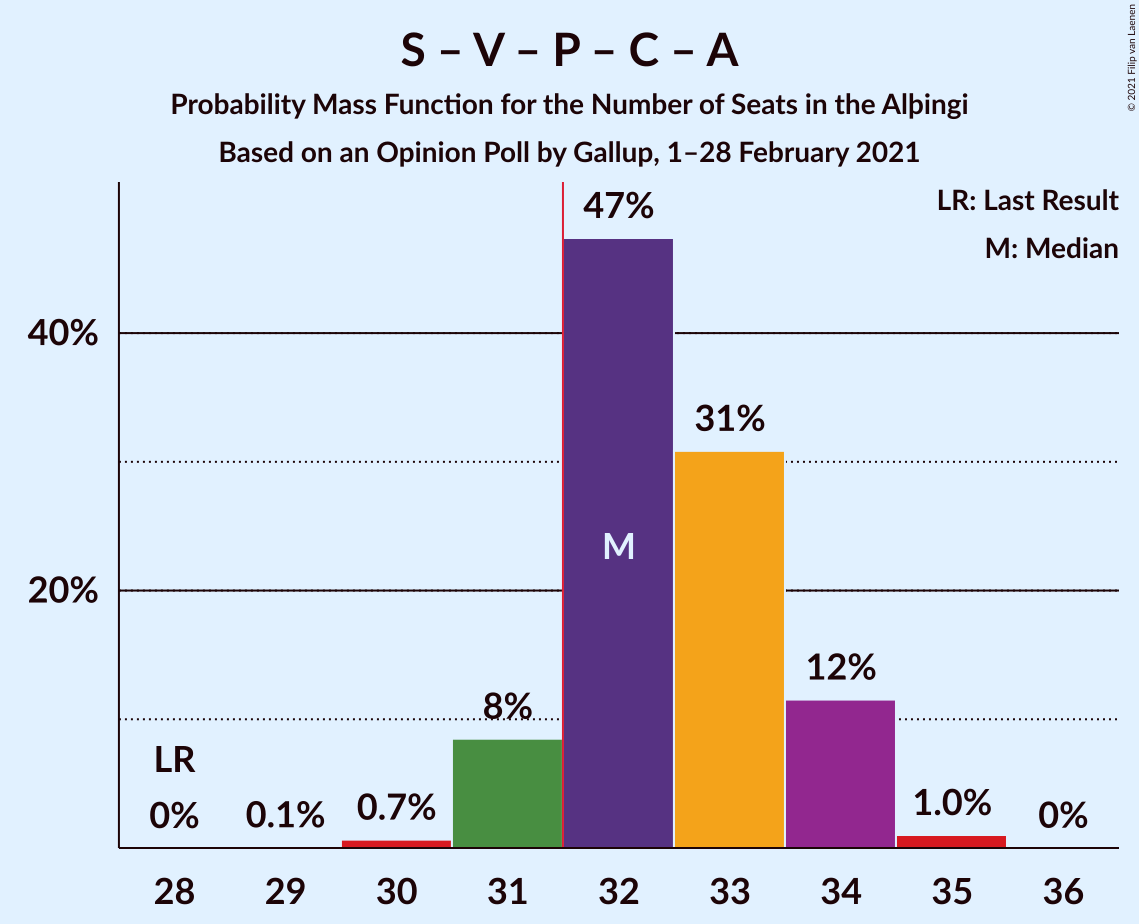 S – V – P – C – A
Probability Mass Function for the Number of Seats in the Alþingi
Based on an Opinion Poll by Gallup, 1–28 February 2021
© 2021 Filip van Laenen
LR: Last Result
M: Median
47%
40%
31%
M
20%
12%
8%
LR
0%
0.1%
0.7%
1.0%
0%
28 29 30 31 32 33 34 35 36